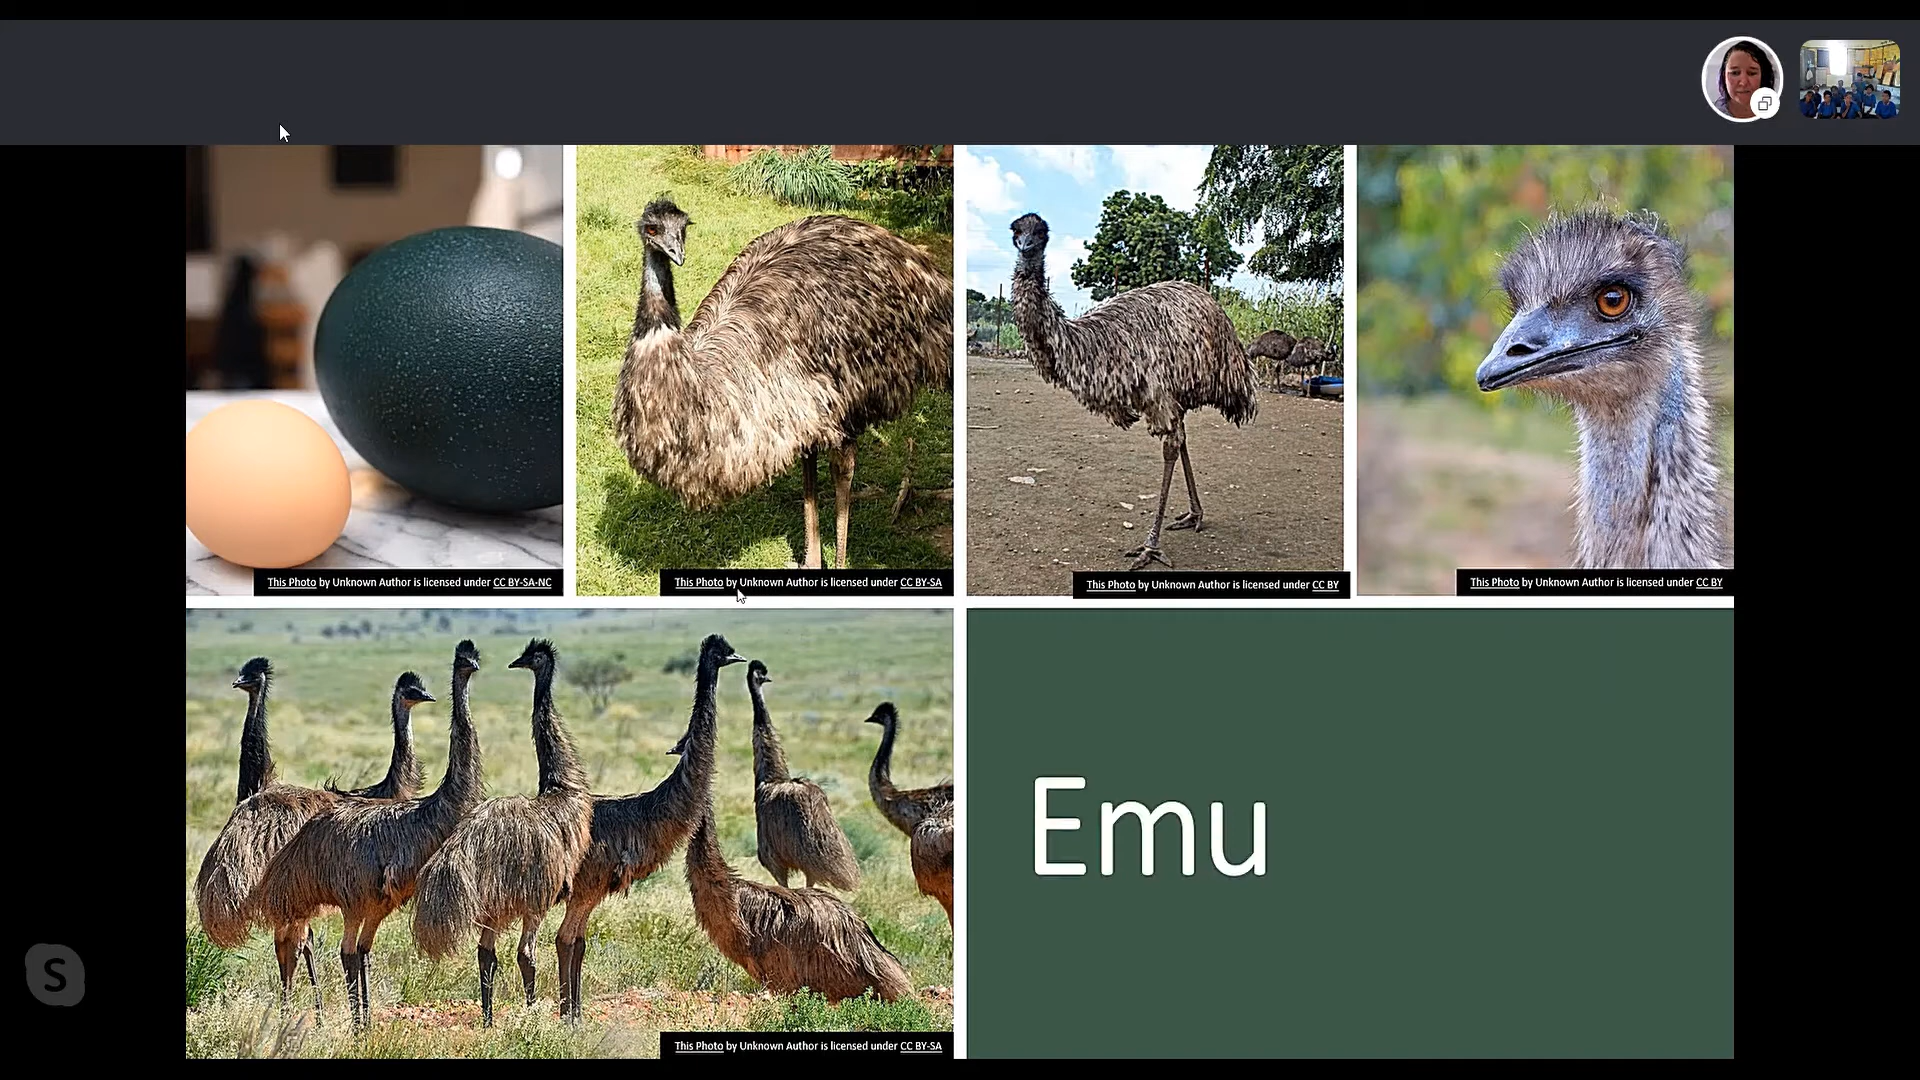 This Photo by Unknown Author is licensed under CC BY-SA-NC
This Photo by Unknown Author is licensed under CC BY-SA
This Photo by Unknown Author is licensed under CC BY
This Photo by Unknown Author is licensed under CC BY
Emu
S
This Photo by Unknown Author is licensed under CC BY-SA